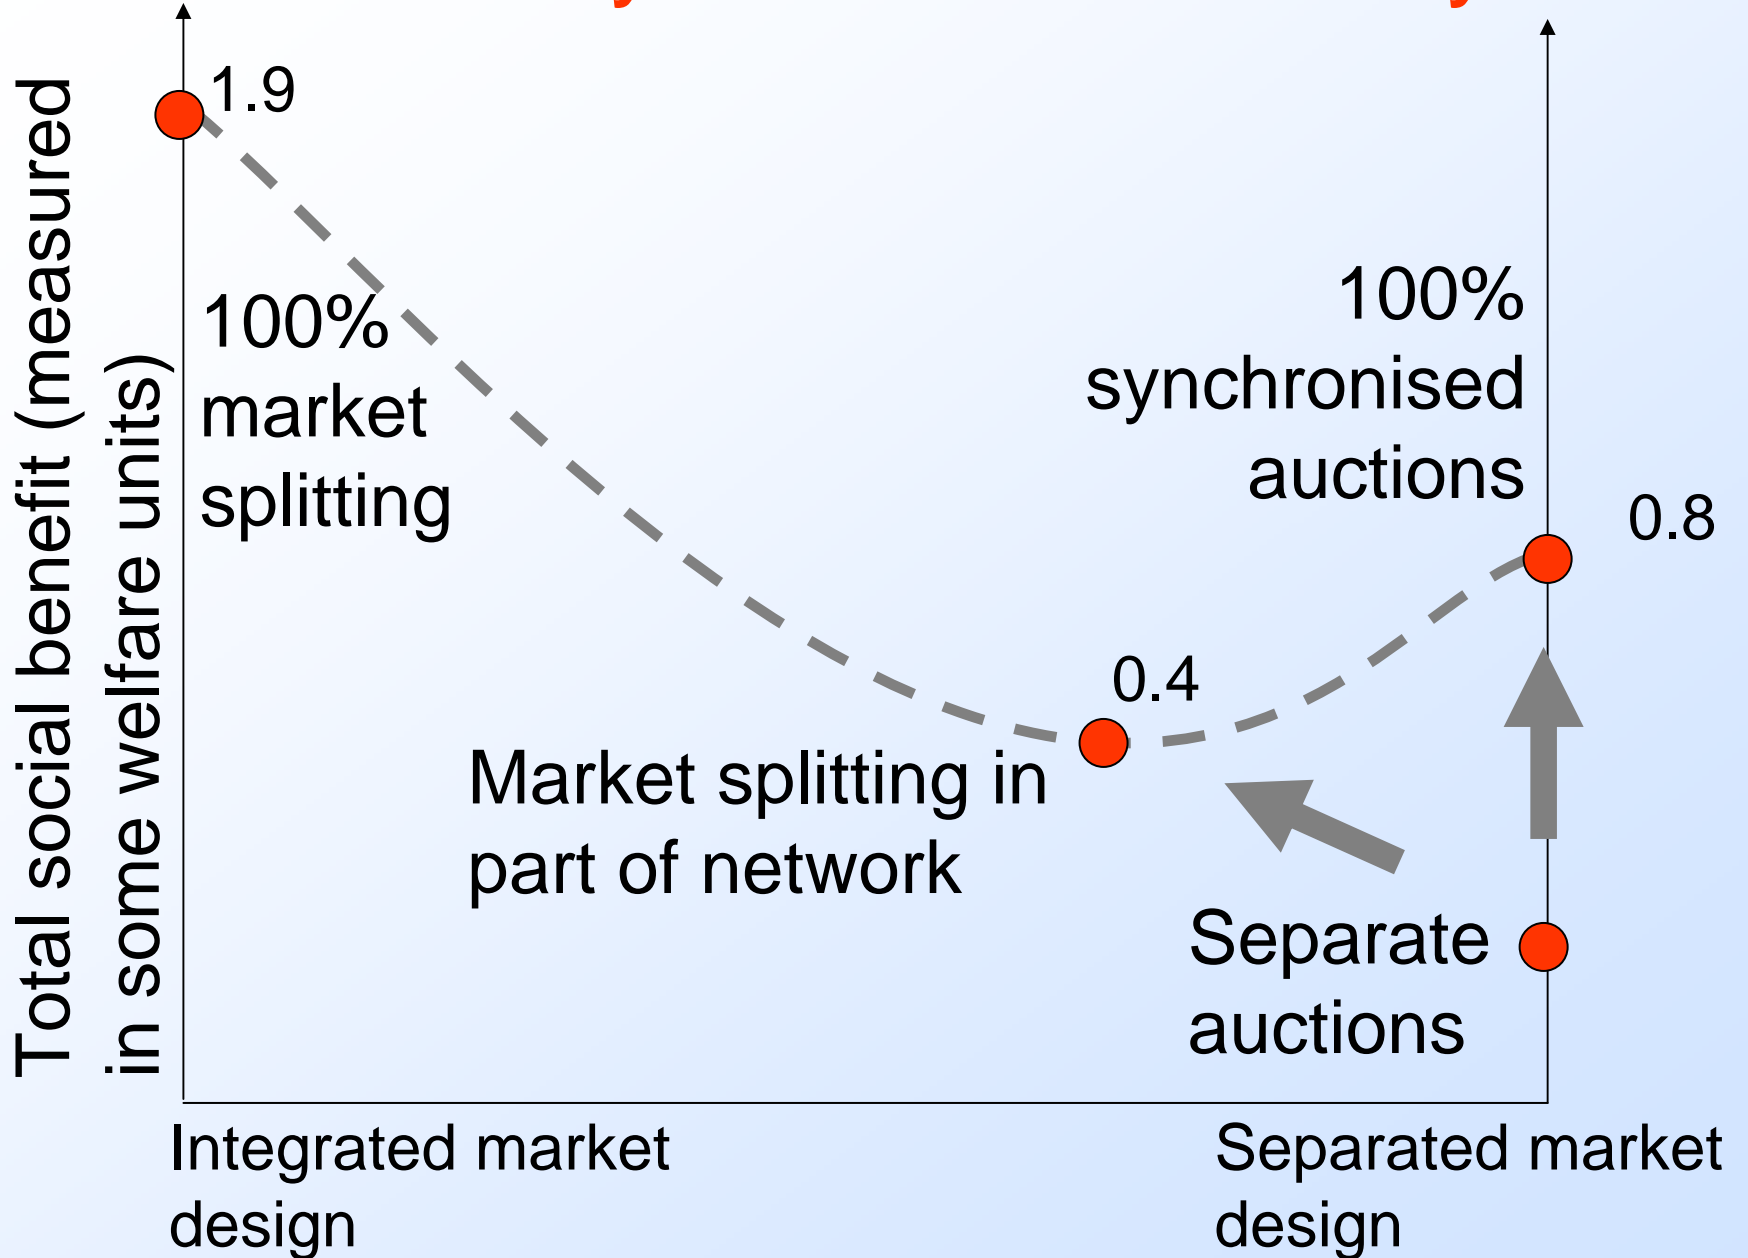 Total social benefit (measured
in some welfare units)
1.9
100%
market
splitting
100%
synchronised
auctions
0.8
0.4
Market splitting in
part of network
Separate
auctions
Integrated market
design
Separated market
design